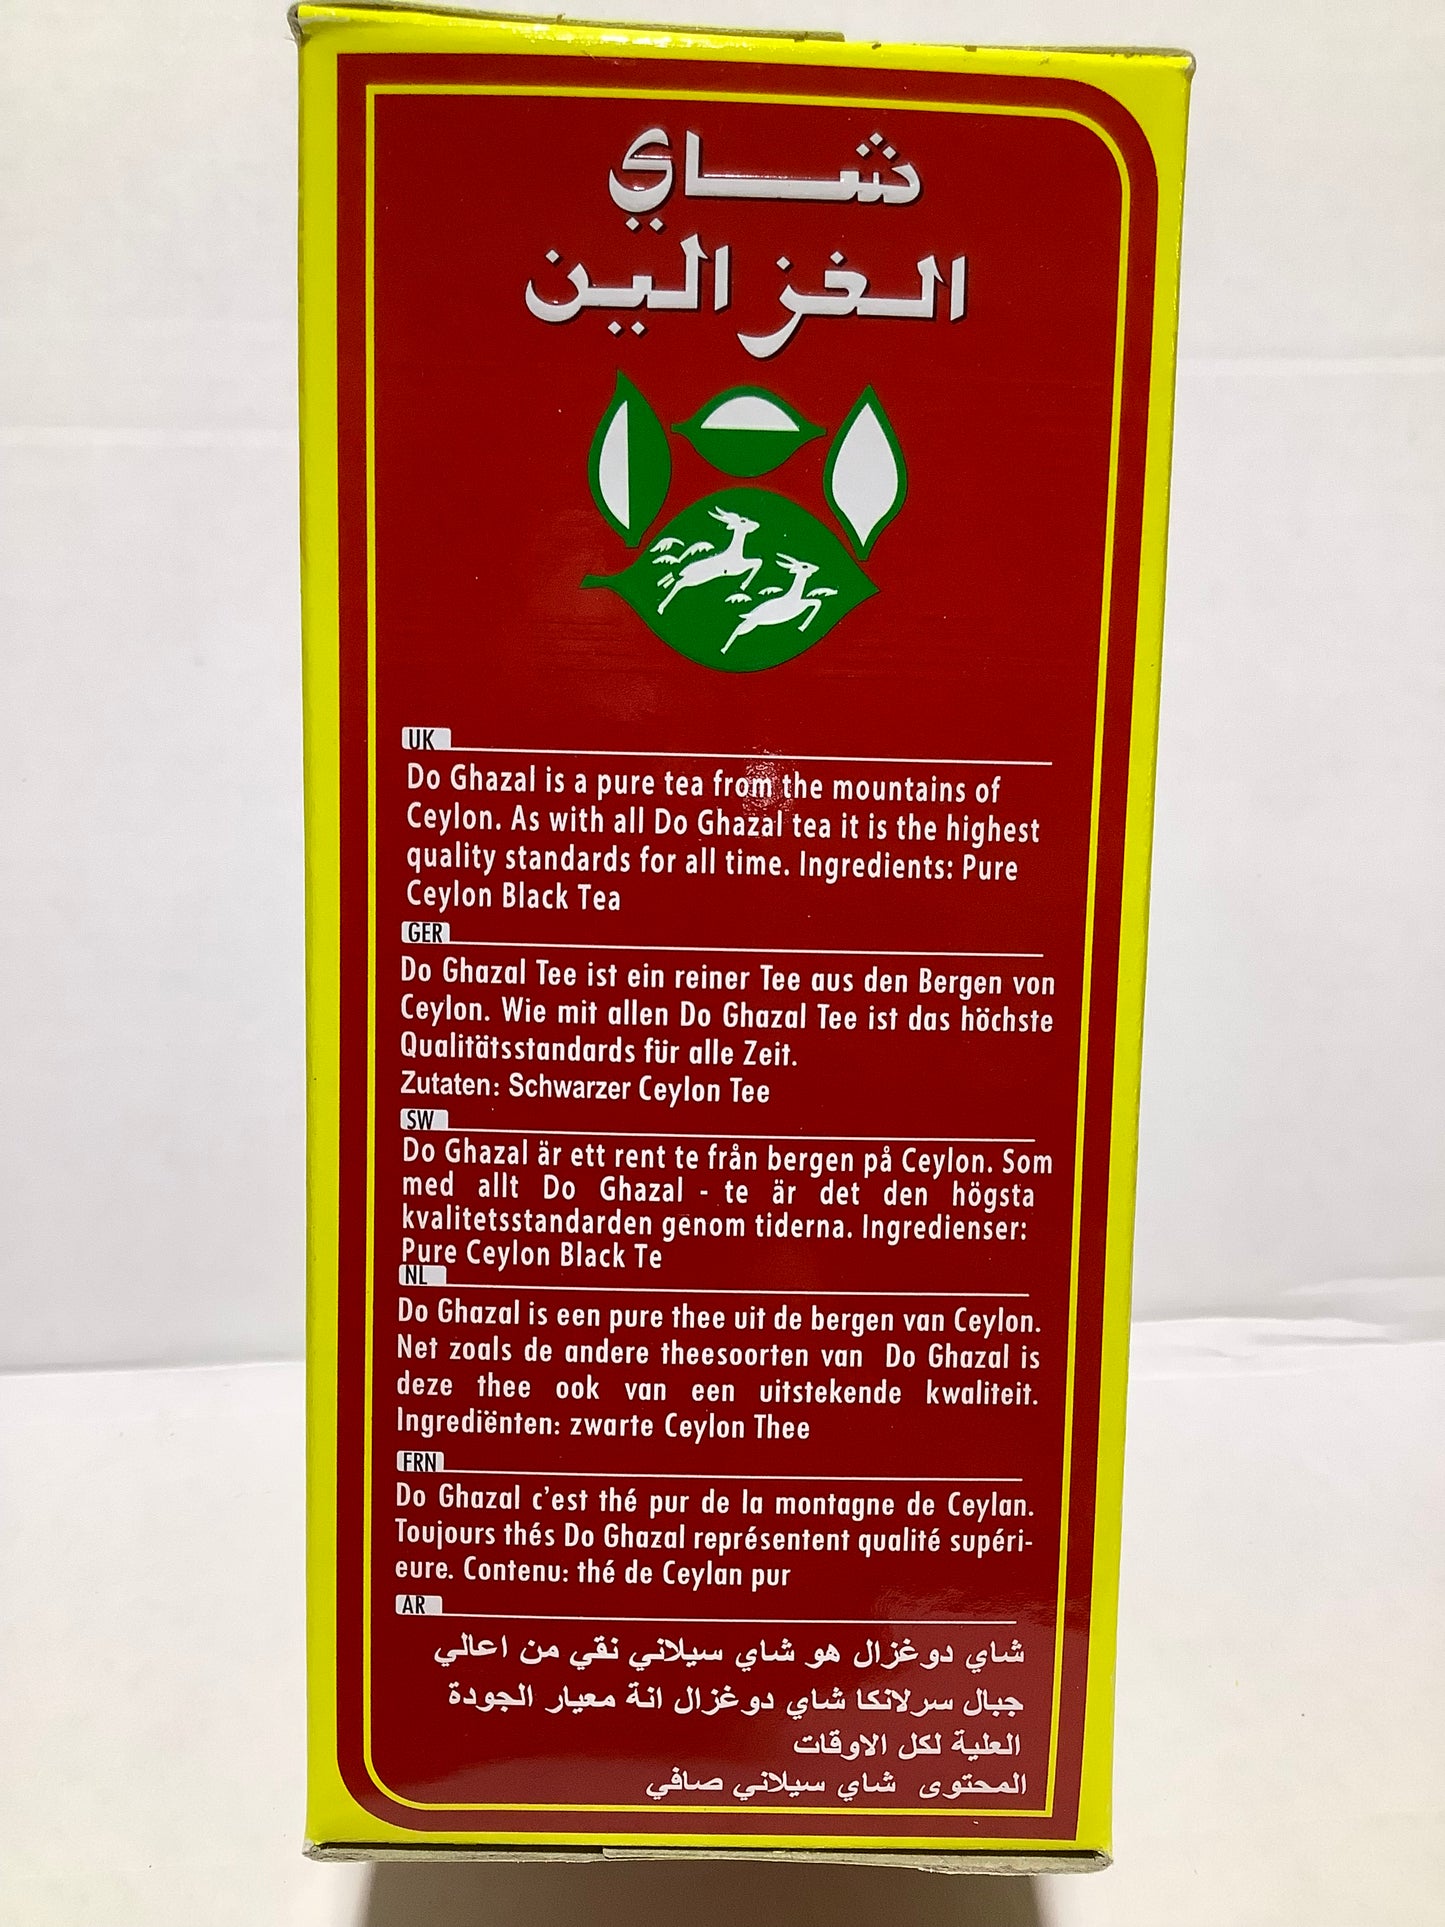 شاي
الغزالين
UK
Do Ghazal is a pure tea from the mountains of
Ceylon. As with all Do Ghazal tea it is the highest
quality standards for all time. Ingredients: Pure
Ceylon Black Tea
GER
Do Ghazal Tee ist ein reiner Tee aus den Bergen von
Ceylon. Wie mit allen Do Ghazal Tee ist das höchste
Qualitätsstandards für alle Zeit.
Zutaten: Schwarzer Ceylon Tee
SW
Do Ghazal är ett rent te från bergen på Ceylon. Som
med allt Do Ghazal - te är det den högsta
kvalitetsstandarden genom tiderna. Ingredienser:
Pure Ceylon Black Te
NL
Do Ghazal is een pure thee uit de bergen van Ceylon.
Net zoals de andere theesoorten van Do Ghazal is
deze thee ook van een uitstekende kwaliteit.
Ingrediënten: zwarte Ceylon Thee
FRN
Do Ghazal c'est thé pur de la montagne de Ceylan.
Toujours thés Do Ghazal représentent qualité supéri-
eure. Contenu: thé de Ceylan pur
AR
شاي دوغزال هو شاي سيلاني نقي من اعالي
جبال سرلانكا شاي دوغزال انة معيار الجودة
العلية لكل الاوقات
المحتوى شاي سيلاني صافي